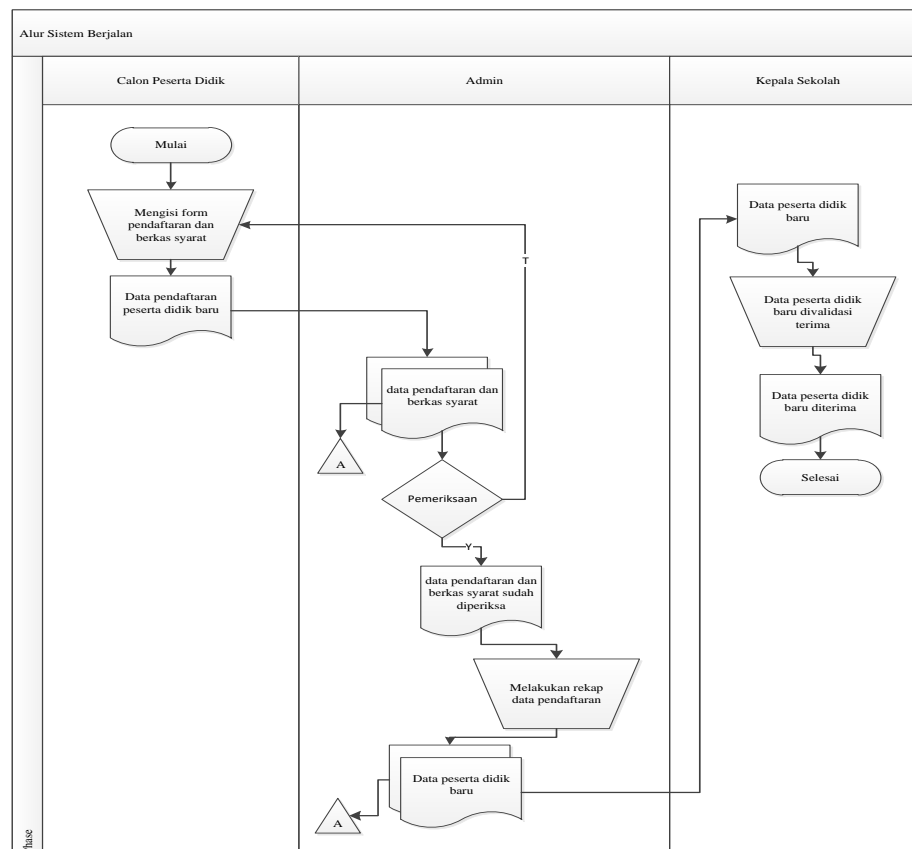 Alur Sistem Berjalan
Calon Peserta Didik
Admin
Kepala Sekolah
Mulai
Mengisi form
pendaftaran dan
berkas syarat
Data pendaftaran
peserta didik baru
T
data pendaftaran dan
berkas syarat
A
Pemeriksaan
Y
data pendaftaran dan
berkas syarat sudah
diperiksa
Melakukan rekap
data pendaftaran
Data peserta didik
baru
A
Data peserta didik
baru
Data peserta didik
baru divalidasi
terima
Data peserta didik
baru diterima
Selesai